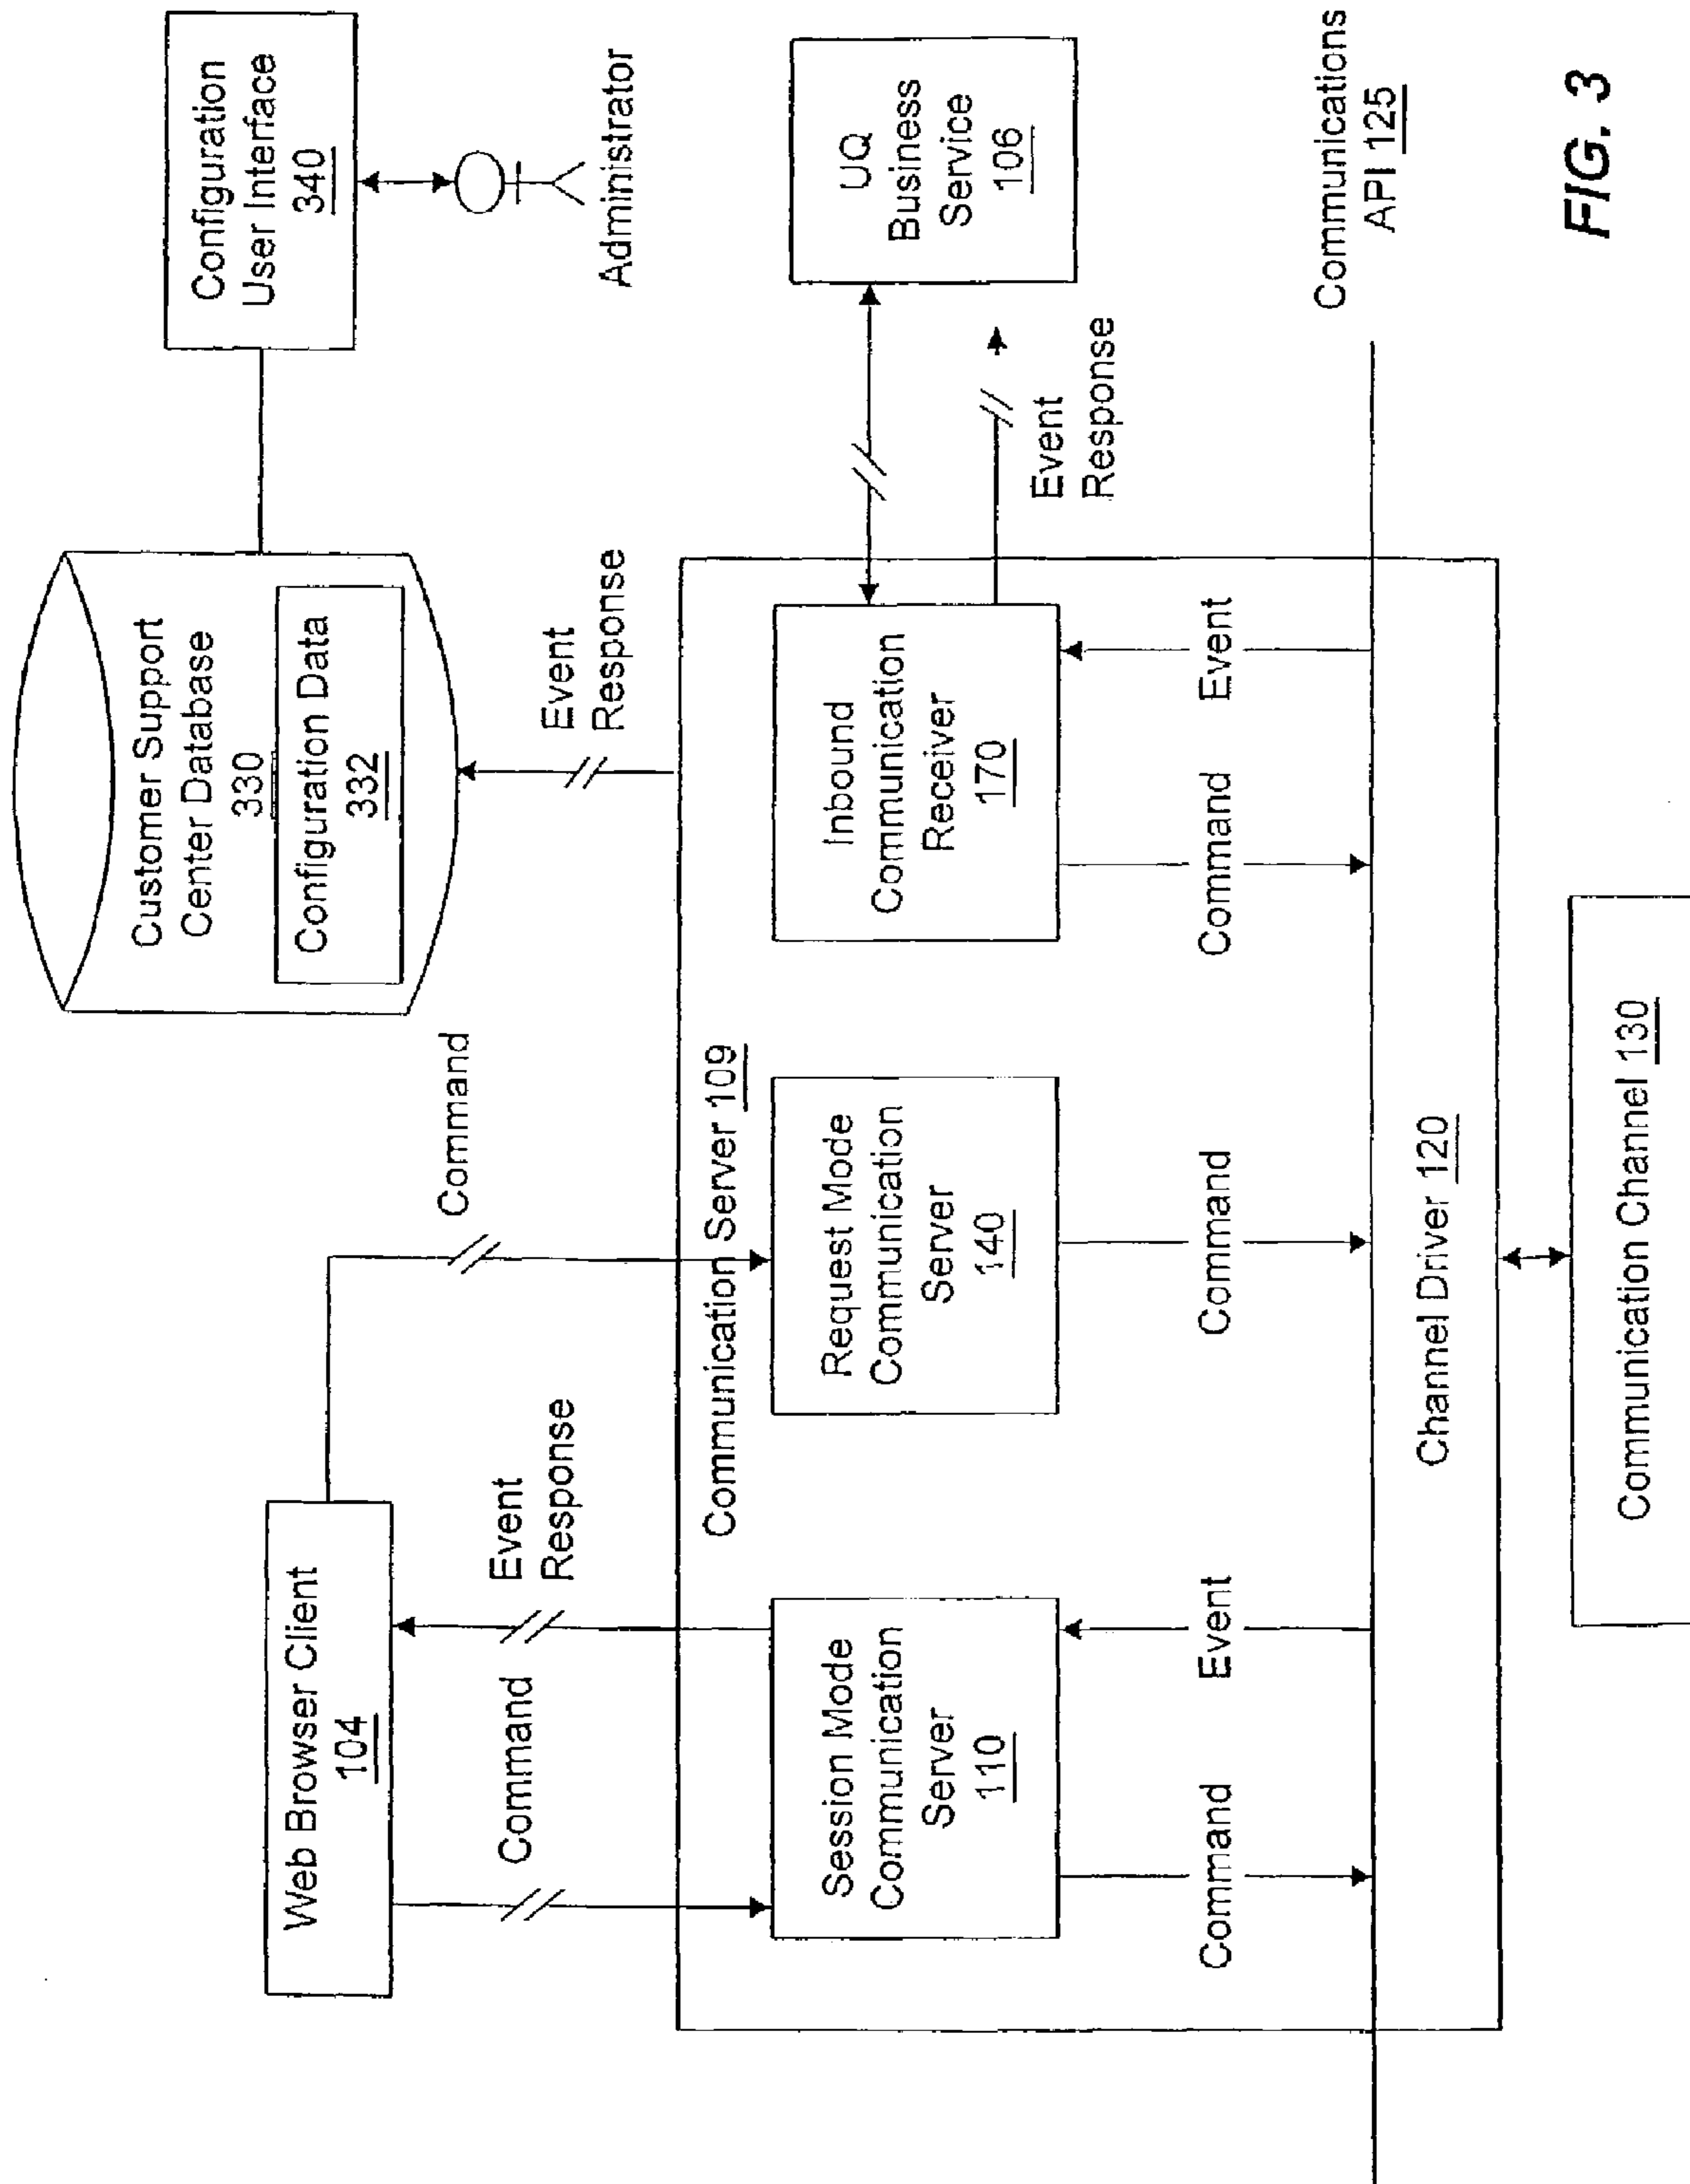 Customer Support
Center Database
330
Configuration Data
332
Configuration
User Interface
340
Administrator
Web Browser Client
104
Command
Event
Response
Command
Event
Response
Communication Server 109
Session Mode
Communication
Server
110
Request Mode
Communication
Server
140
Inbound
Communication
Receiver
170
UQ
Business
Service
106
Event
Response
Command
Event
Command
Command
Event
Communications
API 125
Channel Driver 120
Communication Channel 130
FIG. 3